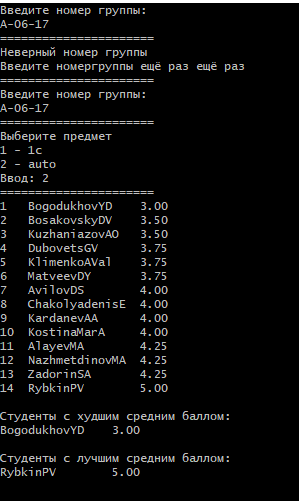 Введите номер группы:
А-06-17
======================
Неверный номер группы
Введите номергруппы ещё раз ещё раз
======================
Введите номер группы:
А-06-17
======================
Выберите предмет
1 - 1c
2 - auto
Ввод: 2
======================
1 BogodukhovYD 3.00
2 BosakovskyDV 3.50
3 KuzhaniazovAO 3.50
4 DubovetsGV 3.75
5 KlimenkoAVal 3.75
6 MatveevDY 3.75
7 AvilovDS 4.00
8 ChakolyadenisE 4.00
9 KardanevAA 4.00
10 KostinaMarA 4.00
11 AlayevMA 4.25
12 NazhmetdinovMA 4.25
13 ZadorinSA 4.25
14 RybkinPV 5.00
Студенты с худшим средним баллом:
BogodukhovYD 3.00
Студенты с лучшим средним баллом:
RybkinPV 5.00